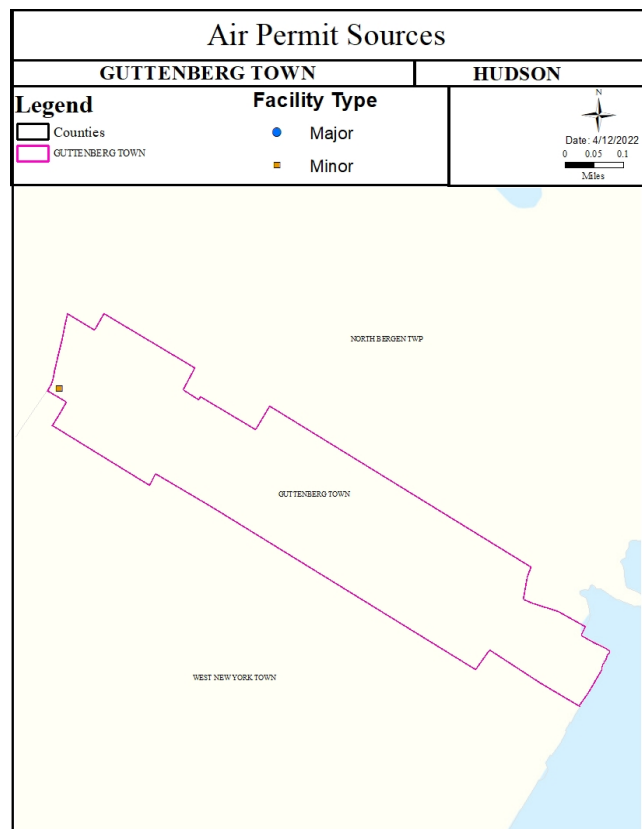 Air Permit Sources
GUTTENBERG TOWN
HUDSON
Legend
Counties
GUTTENBERG TOWN
Facility Type
Major
Minor
N
Date: 4/12/2022
0 0.05 0.1
Miles
NORTH BERGEN TWP
GUTTENBERG TOWN
WEST NEW YORK TOWN